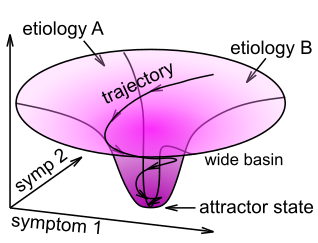 etiology A
etiology B
trajectory
wide basin
symp 2
attractor state
symptom 1